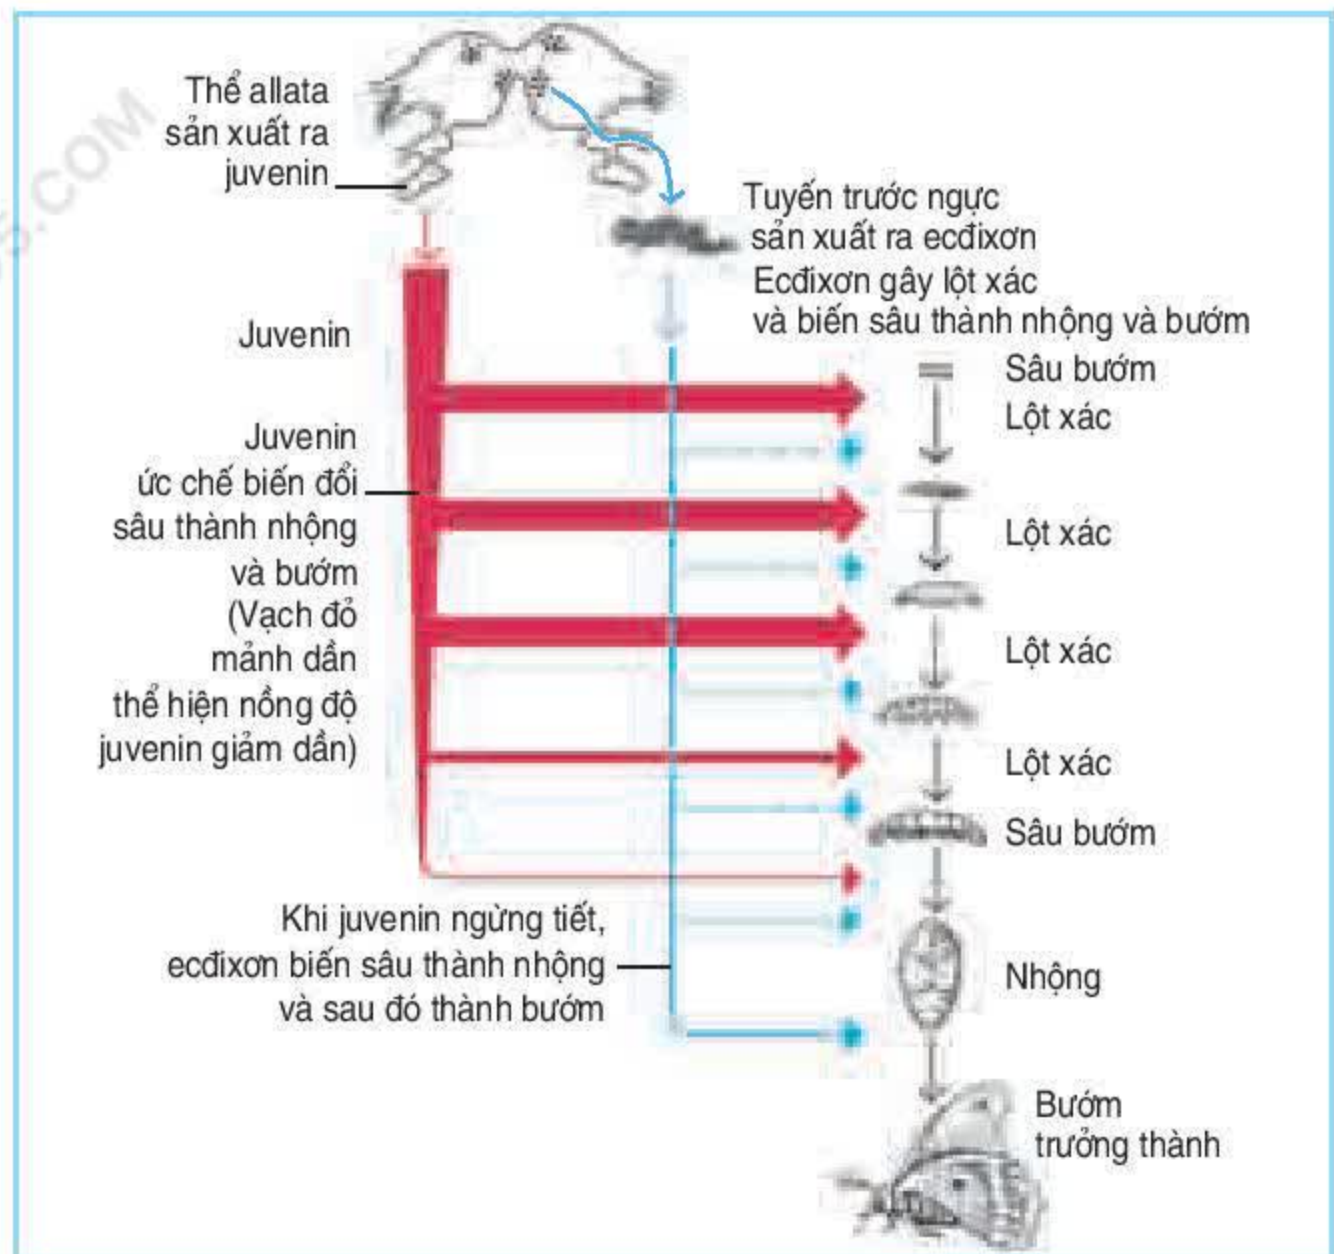 Thể allata
sản xuất ra
juvenin
Tuyến trước ngực
sản xuất ra ecđixơn
Ecđixơn gây lột xác
và biến sâu thành nhộng và bướm
Juvenin
Sâu bướm
Lột xác
Juvenin
ức chế biến đổi
sâu thành nhộng
và bướm
(Vạch đỏ
mảnh dần
thể hiện nồng độ
juvenin giảm dần)
Lột xác
Lột xác
Lột xác
Sâu bướm
Khi juvenin ngừng tiết,
ecđixơn biến sâu thành nhộng
và sau đó thành bướm
Nhộng
Bướm
trưởng thành